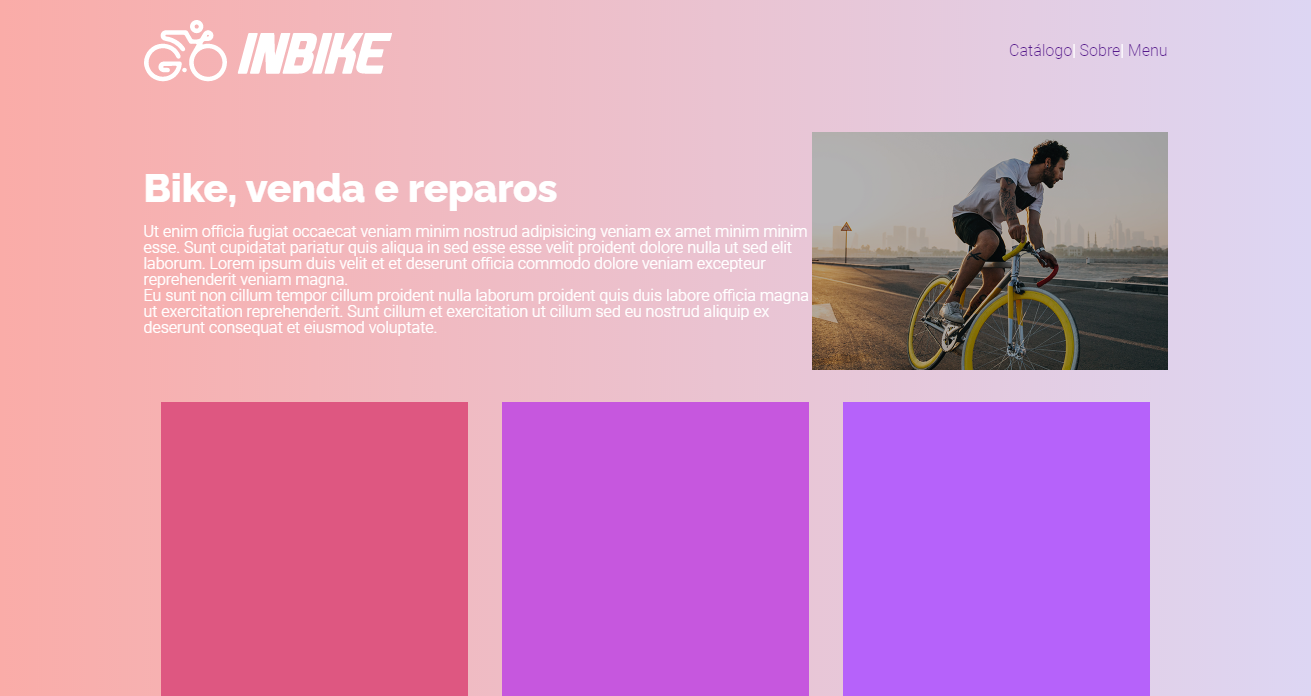 INBIKE
Catálogo| Sobre| Menu
Bike, venda e reparos
Ut enim officia fugiat occaecat veniam minim nostrud adipisicing veniam ex amet minim minim
esse. Sunt cupidatat pariatur quis aliqua in sed esse esse velit proident dolore nulla ut sed elit
laborum. Lorem ipsum duis velit et et deserunt officia commodo dolore veniam excepteur
reprehenderit veniam magna.
Eu sunt non cillum tempor cillum proident nulla laborum proident quis duis labore officia magna
ut exercitation reprehenderit. Sunt cillum et exercitation ut cillum sed eu nostrud aliquip ex
deserunt consequat et eiusmod voluptate.